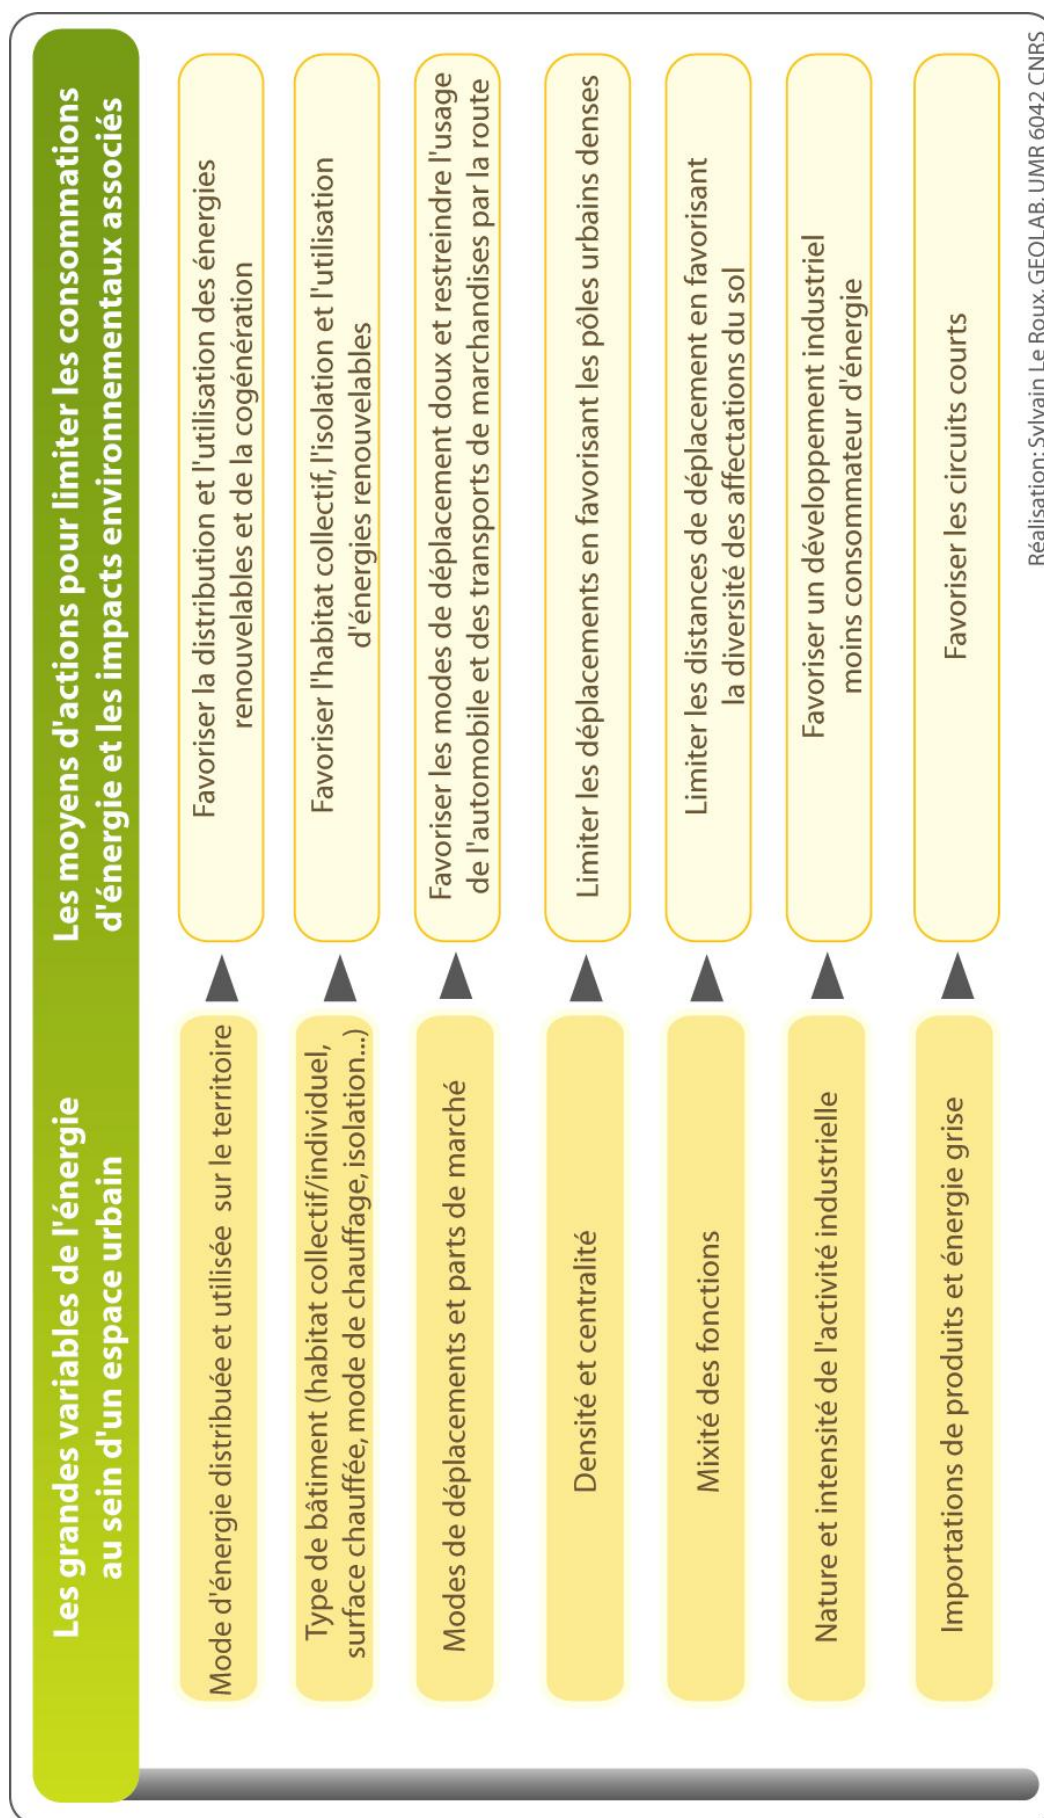 Les grandes variables de l'énergie
au sein d'un espace urbain
Les moyens d'actions pour limiter les consommations
d'énergie et les impacts environnementaux associés
Mode d'énergie distribuée et utilisée sur le territoire
Favoriser la distribution et l'utilisation des énergies
renouvelables et de la cogénération
Type de bâtiment (habitat collectif/individuel,
surface chauffée, mode de chauffage, isolation...)
Favoriser l'habitat collectif, l'isolation et l'utilisation
d'énergies renouvelables
Modes de déplacements et parts de marché
Favoriser les modes de déplacement doux et restreindre l'usage
de l'automobile et des transports de marchandises par la route
Densité et centralité
Limiter les déplacements en favorisant les pôles urbains denses
Mixité des fonctions
Limiter les distances de déplacement en favorisant
la diversité des affectations du sol
Nature et intensité de l'activité industrielle
Favoriser un développement industriel
moins consommateur d'énergie
Importations de produits et énergie grise
Favoriser les circuits courts
Réalisation: Sylvain Le Roux, GEOLAB, UMR 6042 CNRS